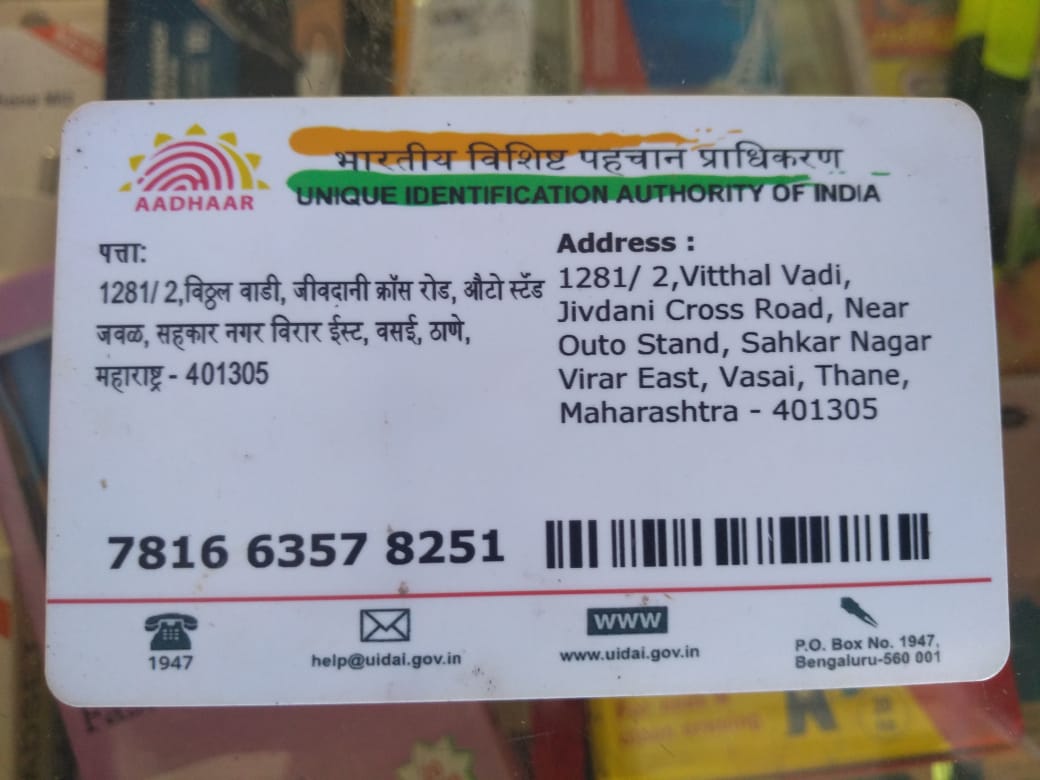 AADHAAR
भारतीय विशिष्ट पहचान प्राधिकरण
UNIQUE IDENTIFICATION AUTHORITY OF INDIA
पत्ता:
1281/ 2,विठ्ठल वाडी, जीवदानी क्रॉस रोड, औटो स्टॅंड
जवळ, सहकार नगर विरार ईस्ट, वसई, ठाणे,
महाराष्ट्र - 401305
Address :
1281/ 2,Vitthal Vadi,
Jivdani Cross Road, Near
Outo Stand, Sahkar Nagar
Virar East, Vasai, Thane,
Maharashtra - 401305
7816 6357 8251
1947
help@uidai.gov.in
WWW
www.uidai.gov.in
P.O. Box No. 1947,
Bengaluru-560 001